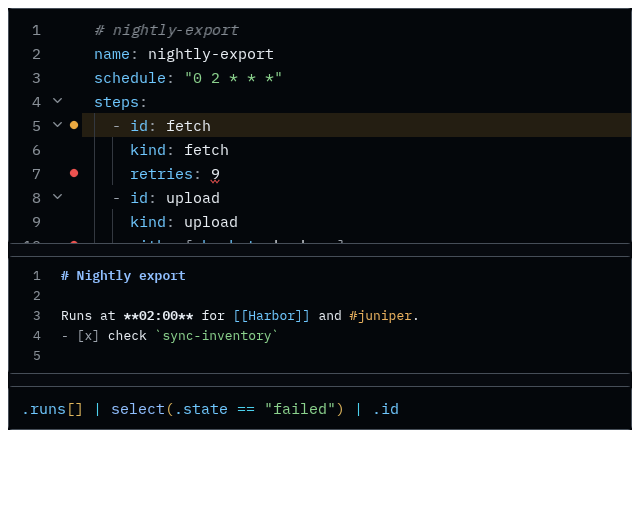 1 # nightly-export
2 name: nightly-export
3 schedule: "0 2 * * *"
4 steps:
5 - id: fetch
6 kind: fetch
7 retries: 9
8 - id: upload
9 kind: upload
1 # Nightly export
2
3 Runs at **02:00** for [[Harbor]] and #juniper.
4 - [x] check `sync-inventory`
5
.runs[] | select(.state == "failed") | .id